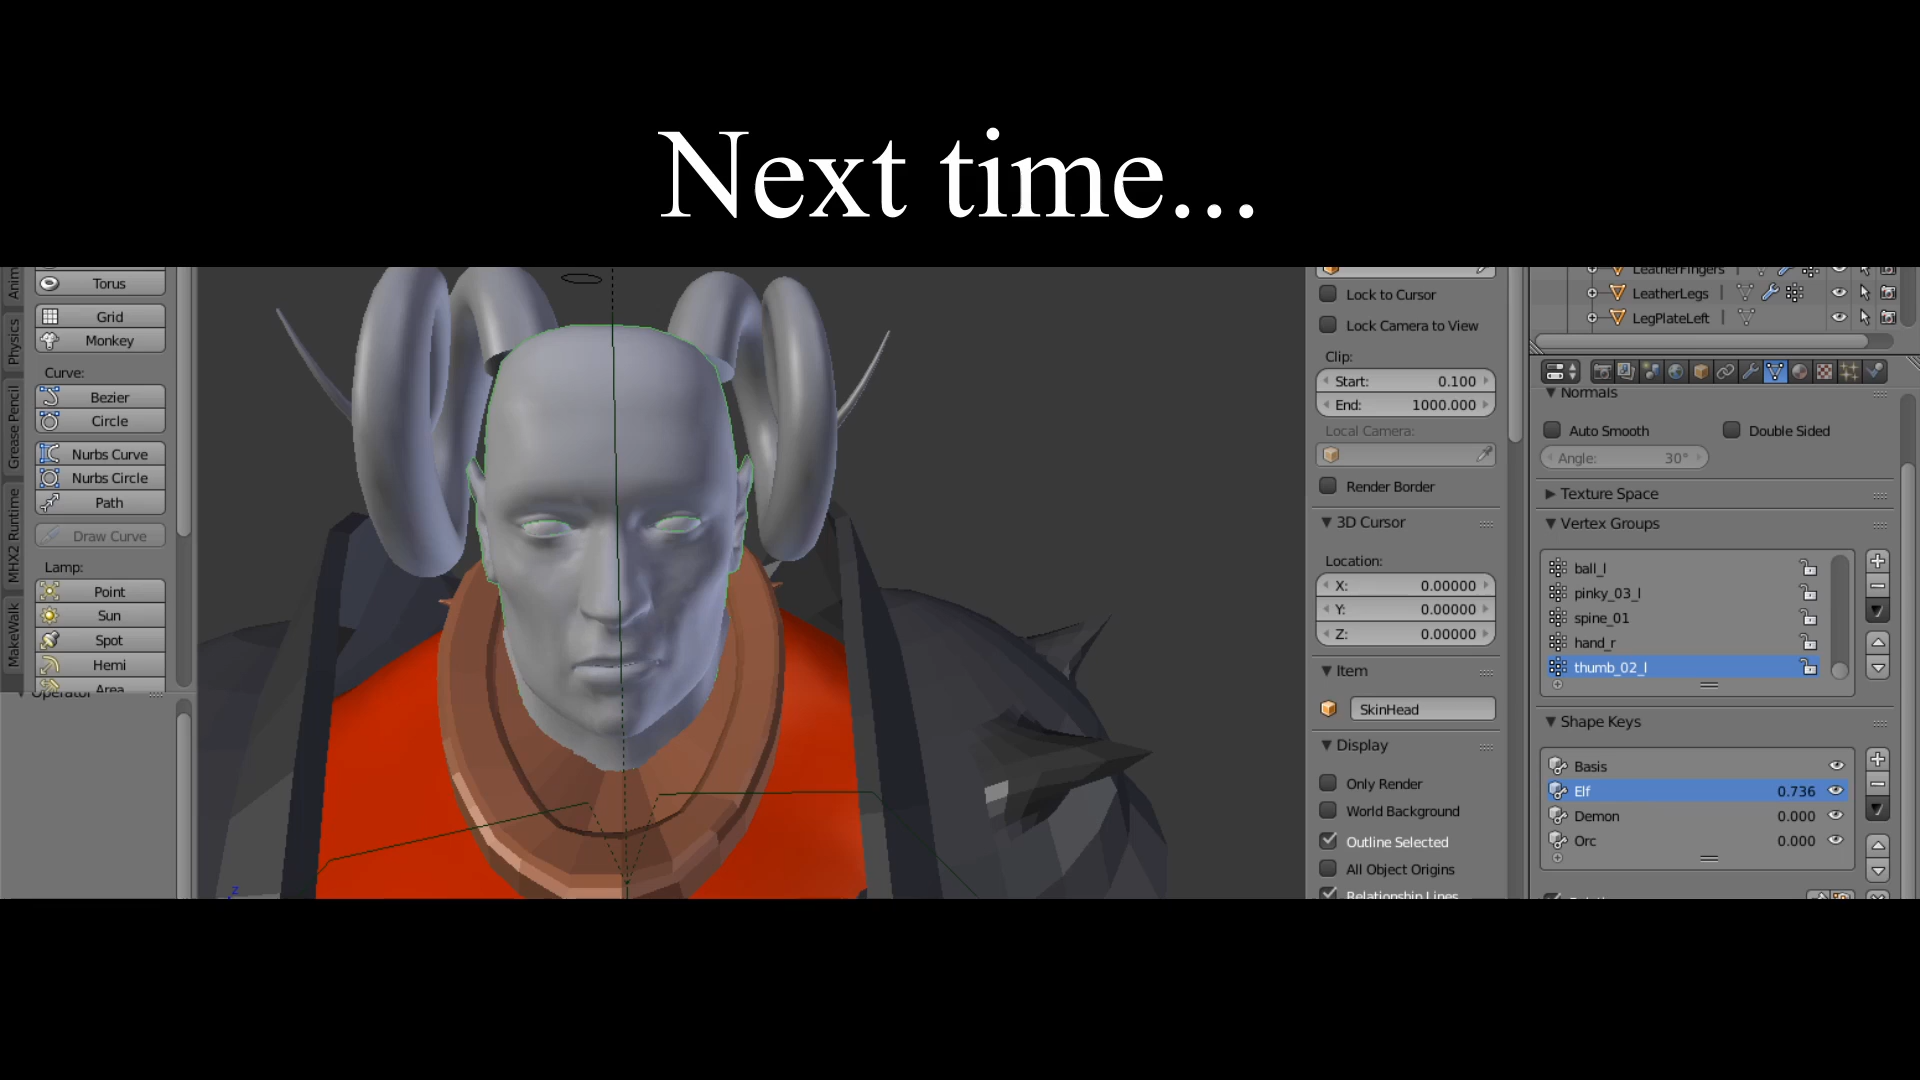 Next time...
Anim
Physics
Grease Pencil
MHX2 Runtime
MakeWalk
Torus
Grid
Monkey
Curve:
Bezier
Circle
Nurbs Curve
Nurbs Circle
Path
Draw Curve
Lamp:
Point
Sun
Spot
Hemi
Area
Operator
z
Lock to Cursor
Lock Camera to View
Clip:
Start: 0.100
End: 1000.000
Local Camera:
Render Border
3D Cursor
Location:
X: 0.00000
Y: 0.00000
Z: 0.00000
Item
SkinHead
Display
Only Render
World Background
Outline Selected
All Object Origins
Relationship Lines
LeatherFingers
LeatherLegs
LegPlateLeft
Normals
Auto Smooth Double Sided
Angle: 30°
Texture Space
Vertex Groups
ball_l
pinky_03_l
spine_01
hand_r
thumb_02_l
Shape Keys
Basis
Elf 0.736
Demon 0.000
Orc 0.000